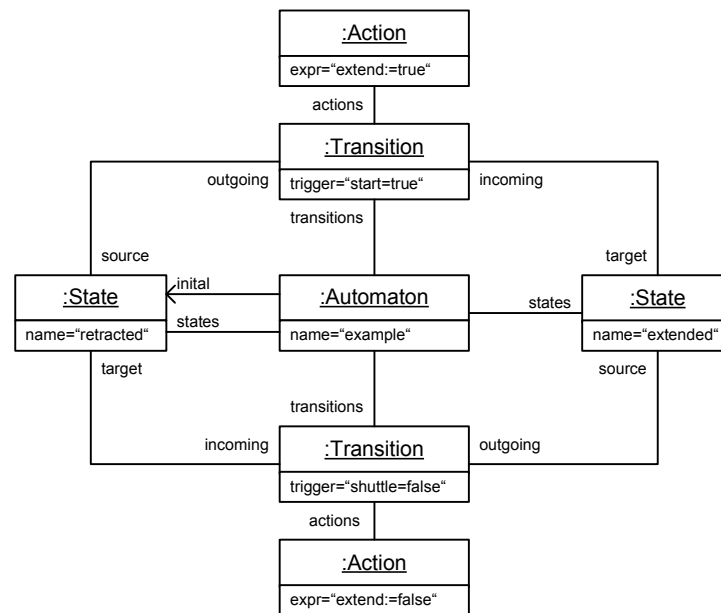 :Action
expr=“extend:=true“
actions
:Transition
trigger=“start=true“
outgoing
incoming
transitions
source
target
:State
name=“retracted“
inital
states
:Automaton
name=“example“
states
:State
name=“extended“
target
source
transitions
incoming
outgoing
:Transition
trigger=“shuttle=false“
actions
:Action
expr=“extend:=false“